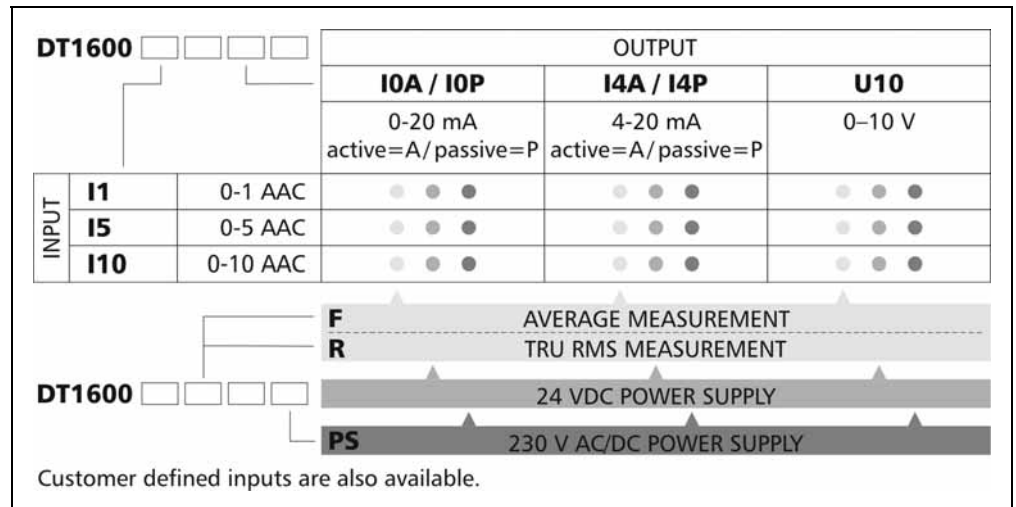 DT1600
OUTPUT
I0A / I0P I4A / I4P U10
0-20 mA 4-20 mA 0–10 V
active=A/passive=P active=A/passive=P
INPUT
I1 0-1 AAC
I5 0-5 AAC
I10 0-10 AAC
F AVERAGE MEASUREMENT
R TRU RMS MEASUREMENT
DT1600
24 VDC POWER SUPPLY
PS 230 V AC/DC POWER SUPPLY
Customer defined inputs are also available.